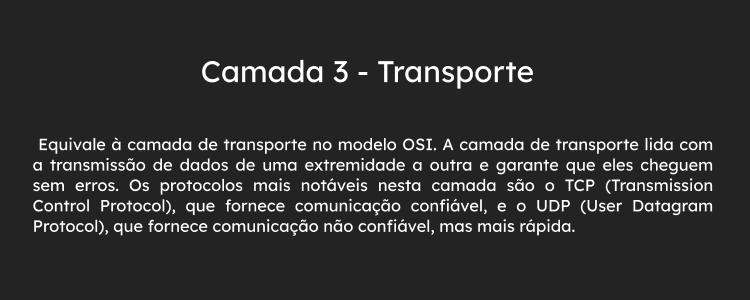 Camada 3 - Transporte
Equivale à camada de transporte no modelo OSI. A camada de transporte lida com
a transmissão de dados de uma extremidade a outra e garante que eles cheguem
sem erros. Os protocolos mais notáveis nesta camada são o TCP (Transmission
Control Protocol), que fornece comunicação confiável, e o UDP (User Datagram
Protocol), que fornece comunicação não confiável, mas mais rápida.